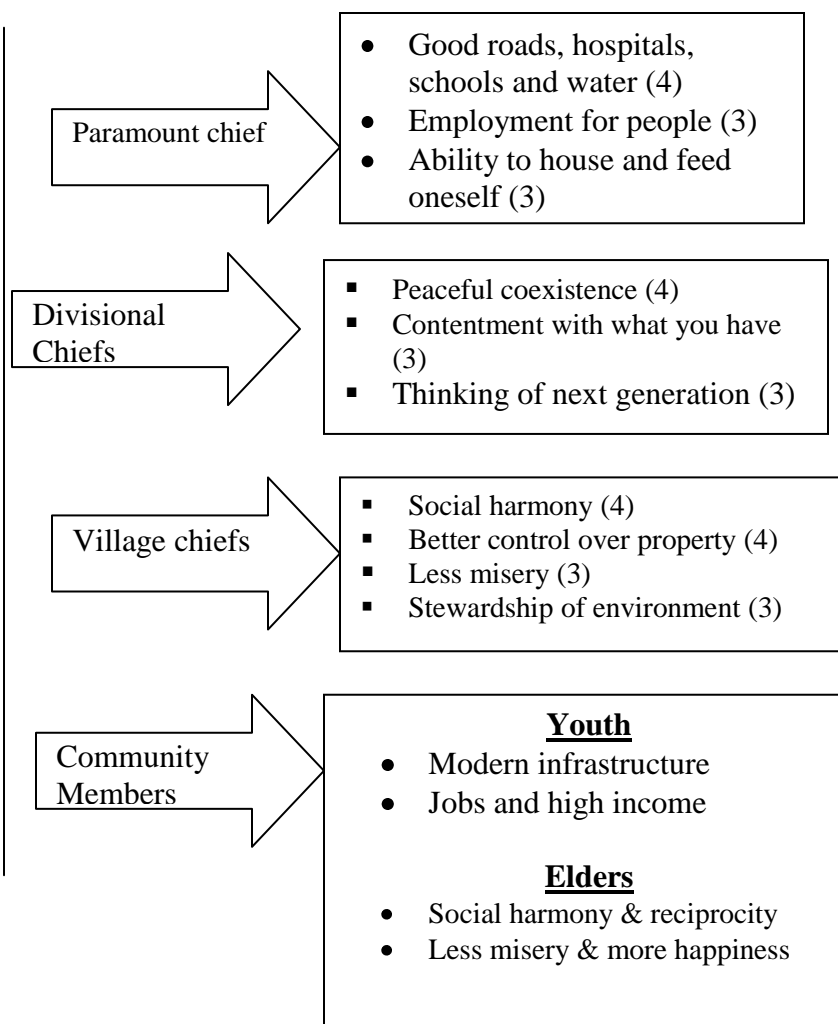 Paramount chief
• Good roads, hospitals,
schools and water (4)
• Employment for people (3)
• Ability to house and feed
oneself (3)
Divisional
Chiefs
▪ Peaceful coexistence (4)
▪ Contentment with what you have
(3)
▪ Thinking of next generation (3)
Village chiefs
▪ Social harmony (4)
▪ Better control over property (4)
▪ Less misery (3)
▪ Stewardship of environment (3)
Community
Members
Youth
• Modern infrastructure
• Jobs and high income
Elders
• Social harmony & reciprocity
• Less misery & more happiness